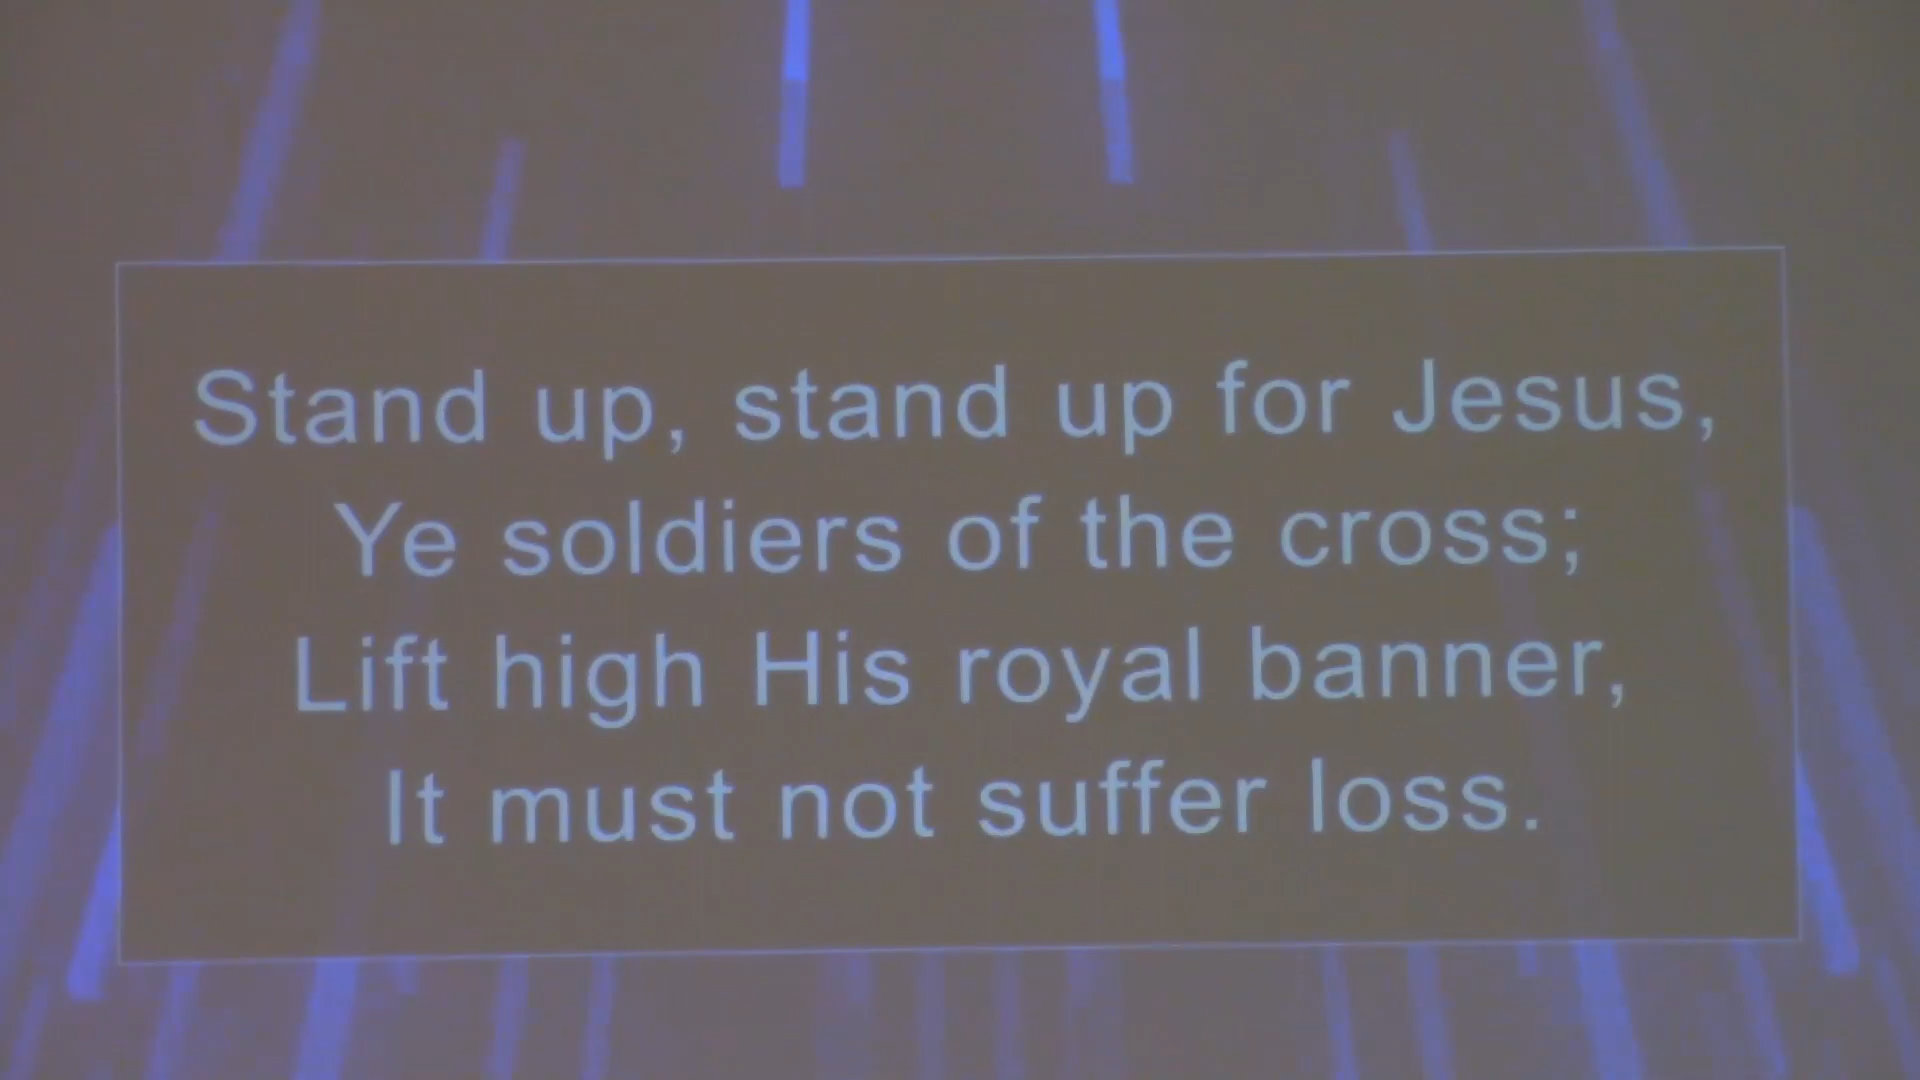 Stand up, stand up for Jesus,
Ye soldiers of the cross;
Lift high His royal banner,
It must not suffer loss.